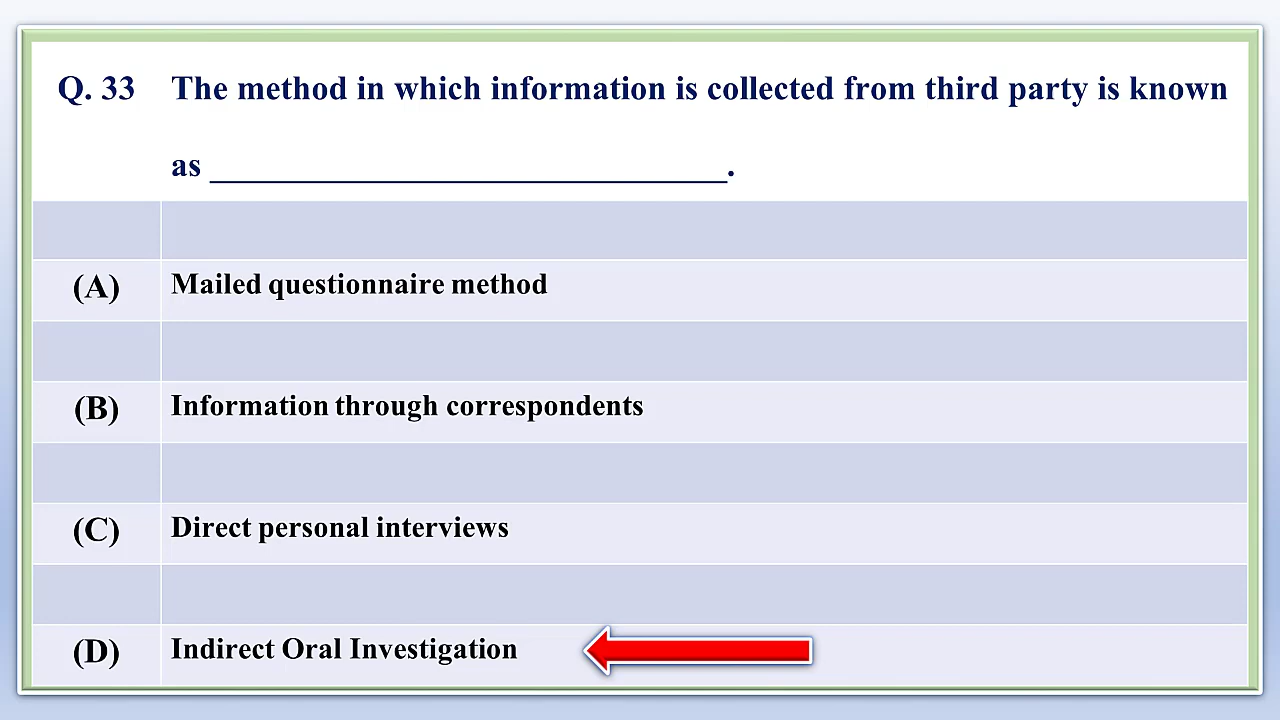 Q. 33 The method in which information is collected from third party is known
as ______________________________.
(A) Mailed questionnaire method
(B) Information through correspondents
(C) Direct personal interviews
(D) Indirect Oral Investigation